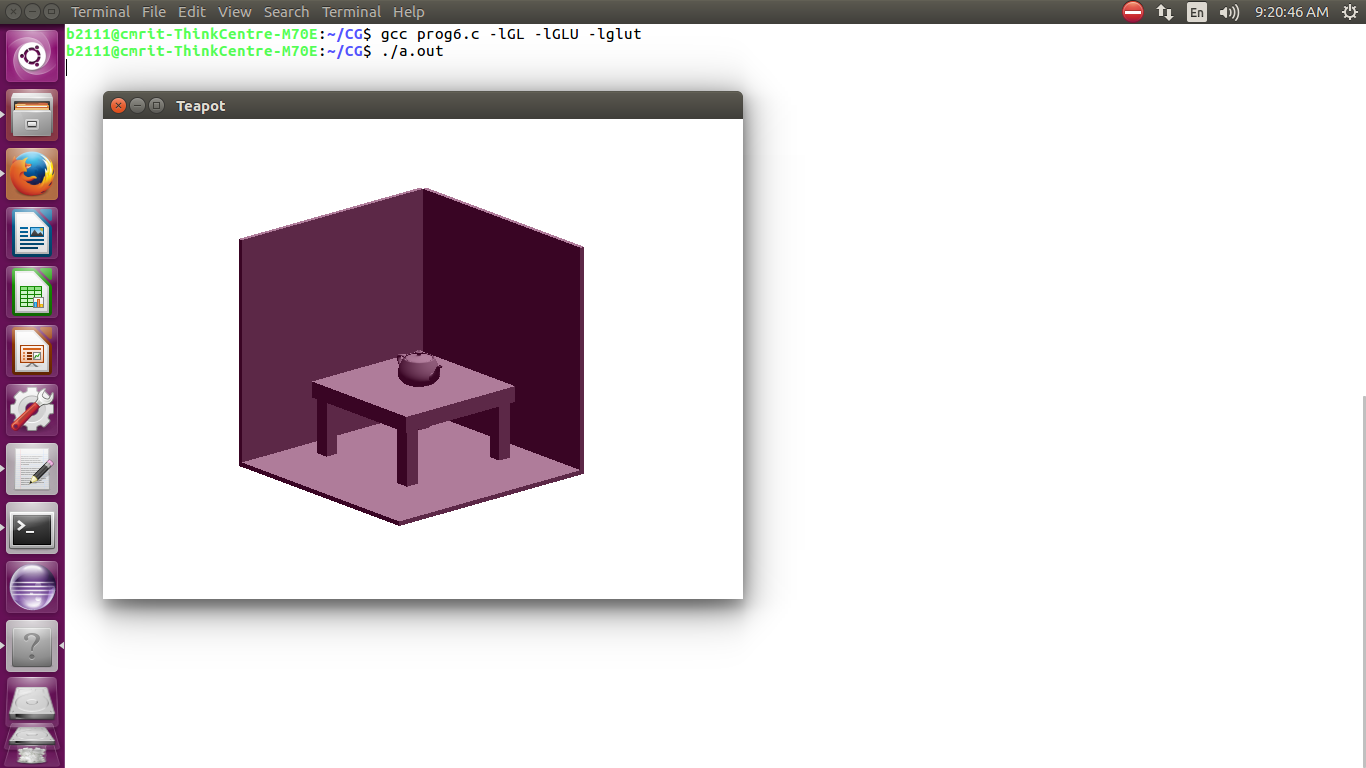 Terminal File Edit View Search Terminal Help En 9:20:46 AM
b2111@cmrit-ThinkCentre-M70E:~/CG$ gcc prog6.c -lGL -lGLU -lglut
b2111@cmrit-ThinkCentre-M70E:~/CG$ ./a.out
Teapot